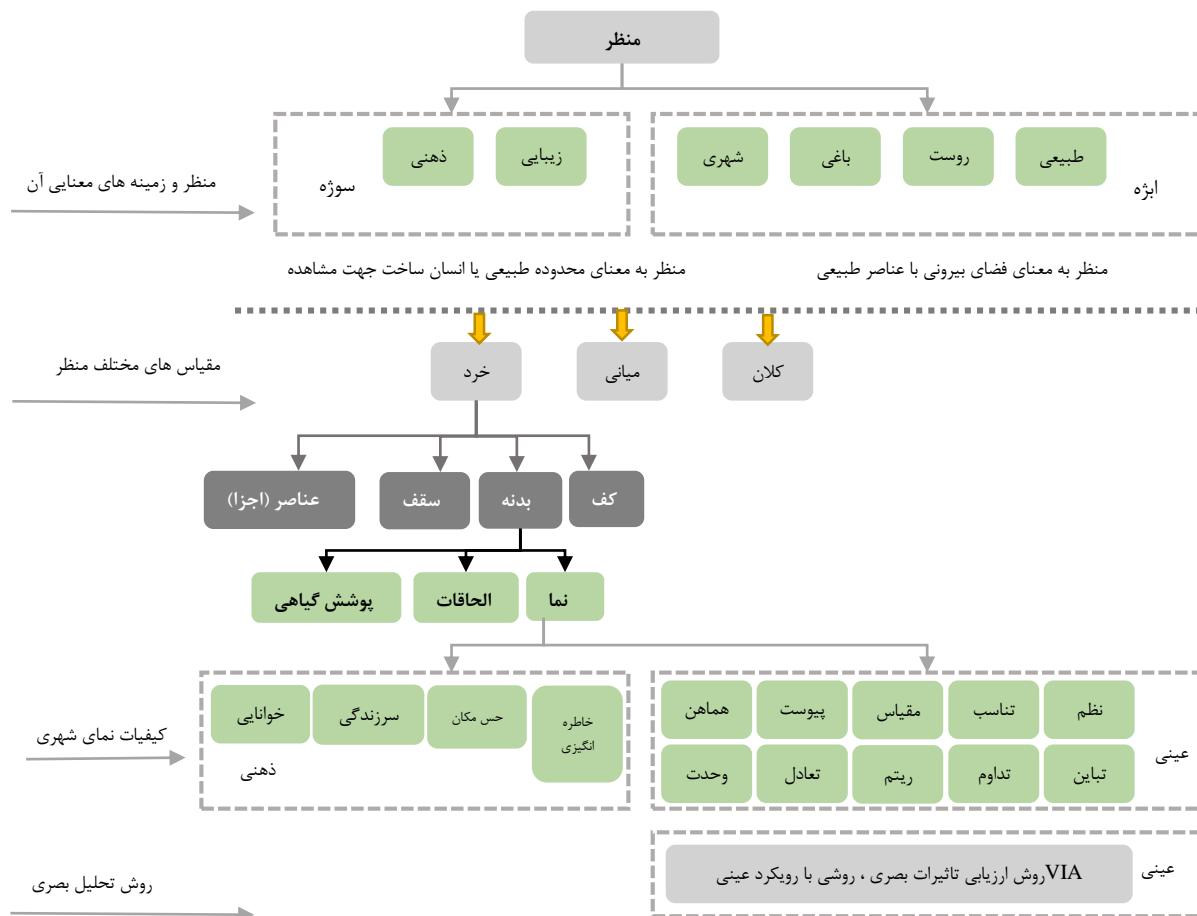 منظر
طبیعی
روست
باغی
شهری
ابژه
زیبایی
ذهنی
سوژه
منظر و زمینه های معنایی آن
منظر به معنای فضای بیرونی با عناصر طبیعی
منظر به معنای محدوده طبیعی یا انسان ساخت جهت مشاهده
کلان
میانی
خرد
مقیاس های مختلف منظر
کف
بدنه
سقف
عناصر (اجزا)
نما
الحاقات
پوشش گیاهی
نظم
تناسب
مقیاس
پیوست
هماهن
عینی
تباین
تداوم
ریتم
تعادل
وحدت
خاطره
انگیزی
حس مکان
سرزندگی
خوانایی
ذهنی
کیفیات نمای شهری
عینی
VIAروش ارزیابی تاثیرات بصری ، روشی با رویکرد عینی
روش تحلیل بصری